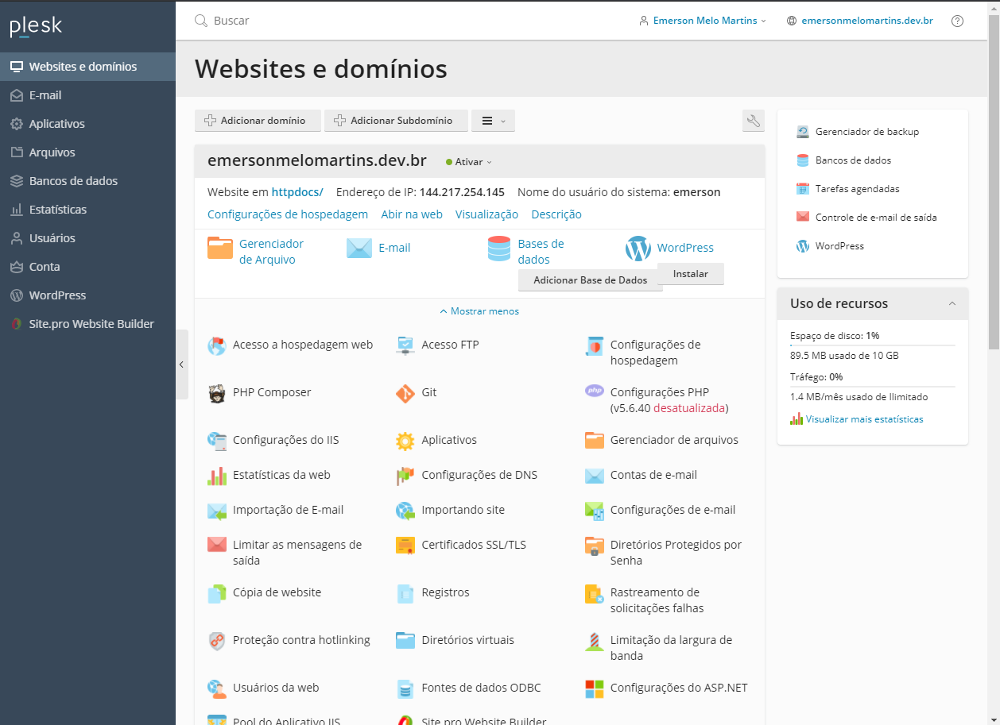 plesk
Websites e domínios
E-mail
Aplicativos
Arquivos
Bancos de dados
Estatísticas
Usuários
Conta
WordPress
Site.pro Website Builder
Buscar
Emerson Melo Martins
emersonmelomartins.dev.br
Websites e domínios
Adicionar domínio
Adicionar Subdomínio
emersonmelomartins.dev.br
Ativar
Website em httpdocs/ Endereço de IP: 144.217.254.145 Nome do usuário do sistema: emerson
Configurações de hospedagem Abrir na web Visualização Descrição
Gerenciador
de Arquivo
E-mail
Bases de
dados
Adicionar Base de Dados
WordPress
Instalar
Mostrar menos
Acesso a hospedagem web
Acesso FTP
Configurações de
hospedagem
PHP Composer
Git
php
Configurações PHP
(v5.6.40 desatualizada)
Configurações do IIS
Aplicativos
Gerenciador de arquivos
Estatísticas da web
Configurações de DNS
Contas de e-mail
Importação de E-mail
Importando site
Configurações de e-mail
Limitar as mensagens de
saída
Certificados SSL/TLS
Diretórios Protegidos por
Senha
Cópia de website
Registros
Rastreamento de
solicitações falhas
Proteção contra hotlinking
Diretórios virtuais
Limitação da largura de
banda
Usuários da web
Fontes de dados ODBC
Configurações do ASP.NET
Pool do Aplicativo IIS
Site.pro Website Builder
Gerenciador de backup
Bancos de dados
Tarefas agendadas
Controle de e-mail de saída
WordPress
Uso de recursos
Espaço de disco: 1%
89.5 MB usado de 10 GB
Tráfego: 0%
1.4 MB/mês usado de Ilimitado
Visualizar mais estatísticas